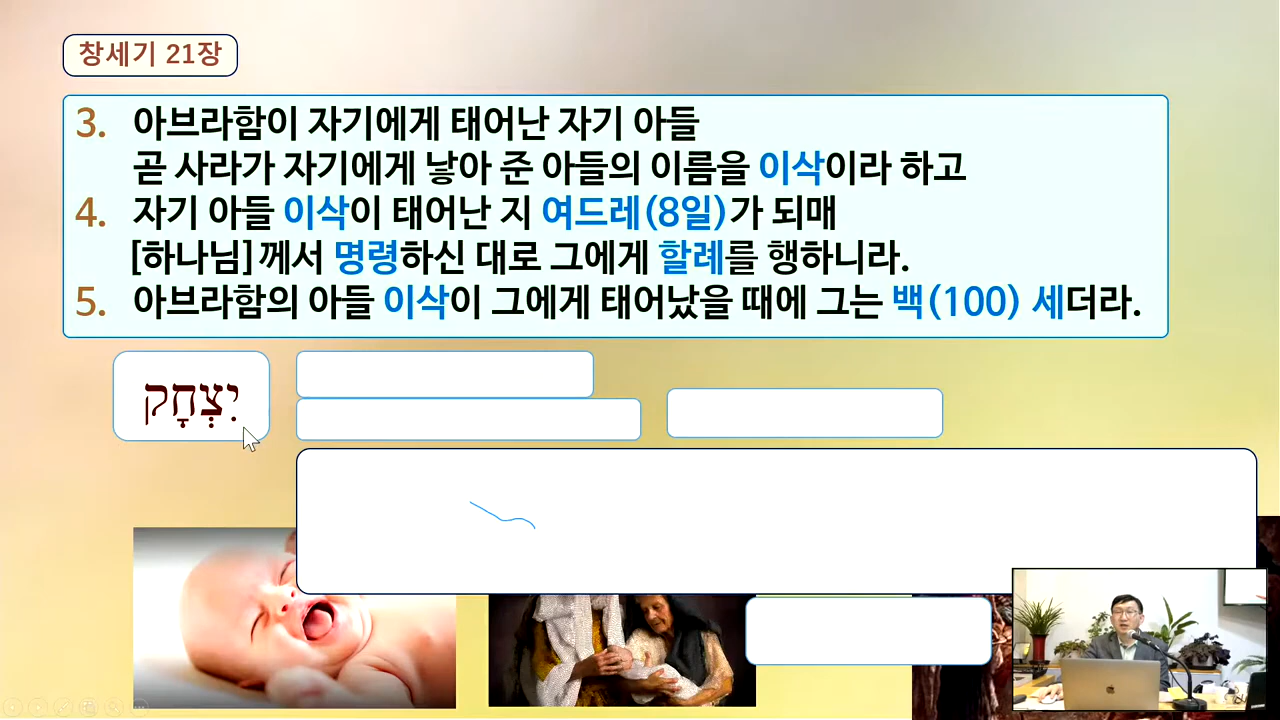 창세기 21장
3. 아브라함이 자기에게 태어난 자기 아들
곧 사라가 자기에게 낳아 준 아들의 이름을 이삭이라 하고
4. 자기 아들 이삭이 태어난 지 여드레(8일)가 되매
[하나님]께서 명령하신 대로 그에게 할례를 행하니라.
5. 아브라함의 아들 이삭이 그에게 태어났을 때에 그는 백(100) 세더라.
יִצְחָק